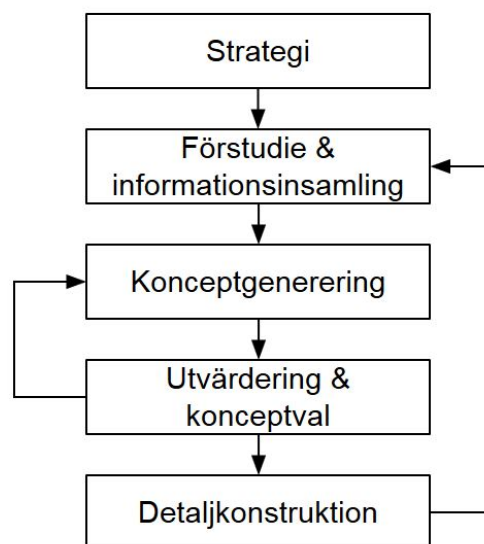 Strategi
Förstudie &
informationsinsamling
Konceptgenerering
Utvärdering &
konceptval
Detaljkonstruktion